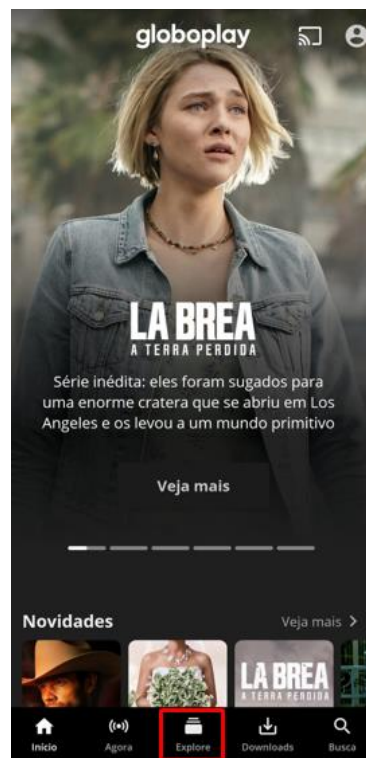 globoplay
LA BREA
A TERRA PERDIDA
Série inédita: eles foram sugados para
uma enorme cratera que se abriu em Los
Angeles e os levou a um mundo primitivo
Veja mais
Novidades
Veja mais >
LA BREA
A TERRA PERDIDA
Início
Agora
Explore
Downloads
Busca